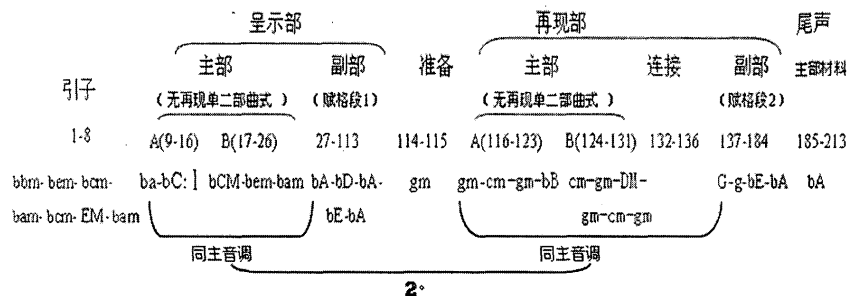 呈示部 再现部 尾声
引子 主部 副部 准备 主部 连接 副部 主部材料
（无再现单二部曲式） （赋格段1） （无再现单二部曲式） （赋格段2）
1-8 A(9-16) B(17-26) 27-113 114-115 A(116-123) B(124-131) 132-136 137-184 185-213
bbm-bem-bcm- ba-bC: bCM-bem-bam bA-bD-bA- gm gm-cm-gm-bB cm-gm-DM- G-g-bE-bA bA
bam-bcm-EM-bam bE-bA gm-cm-gm
同主音调 同主音调
2°